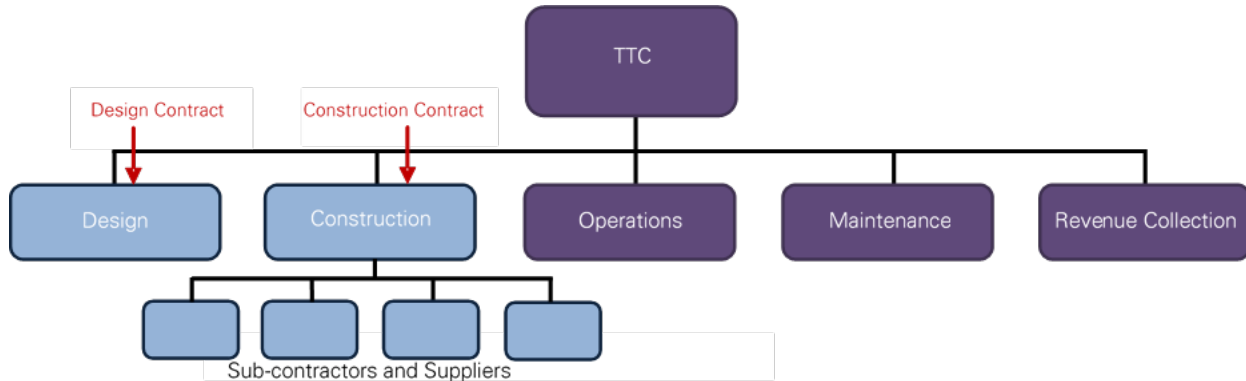 TTC
Design Contract
Construction Contract
Design
Construction
Operations
Maintenance
Revenue Collection
Sub-contractors and Suppliers